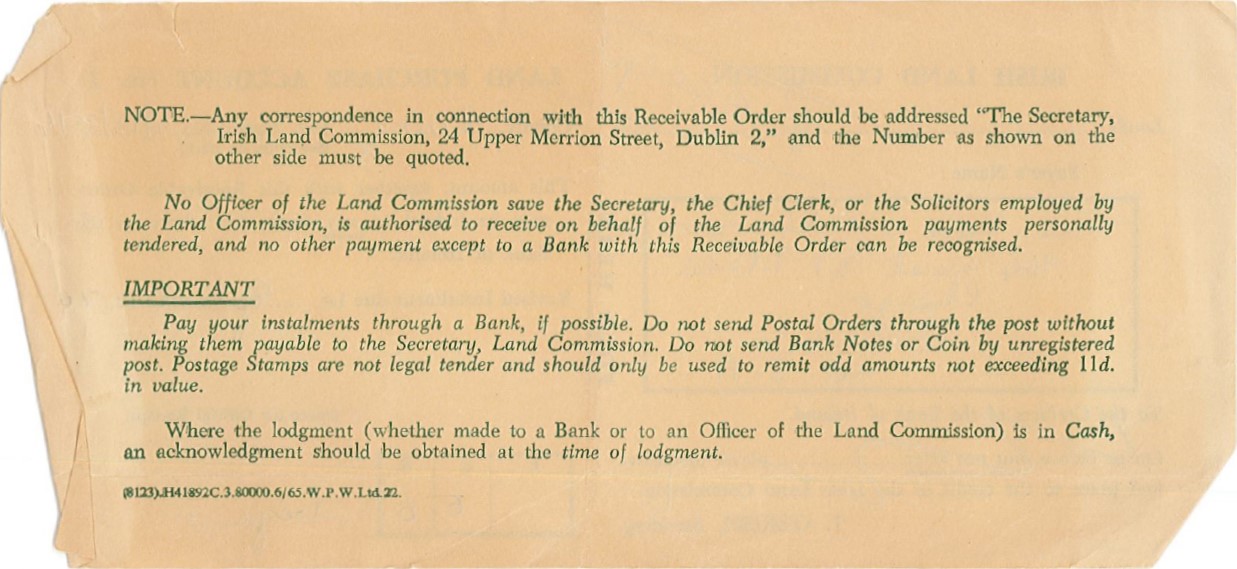 NOTE.—Any correspondence in connection with this Receivable Order should be addressed “The Secretary,
Irish Land Commission, 24 Upper Merrion Street, Dublin 2,” and the Number as shown on the
other side must be quoted.
No Officer of the Land Commission save the Secretary, the Chief Clerk, or the Solicitors employed by
the Land Commission, is authorised to receive on behalf of the Land Commission payments personally
tendered, and no other payment except to a Bank with this Receivable Order can be recognised.
IMPORTANT
Pay your instalments through a Bank, if possible. Do not send Postal Orders through the post without
making them payable to the Secretary, Land Commission. Do not send Bank Notes or Coin by unregistered
post. Postage Stamps are not legal tender and should only be used to remit odd amounts not exceeding 11d.
in value.
Where the lodgment (whether made to a Bank or to an Officer of the Land Commission) is in Cash,
an acknowledgment should be obtained at the time of lodgment.
(8123).H41892C.3.80000.6/65.W.P.W.Ltd.22.